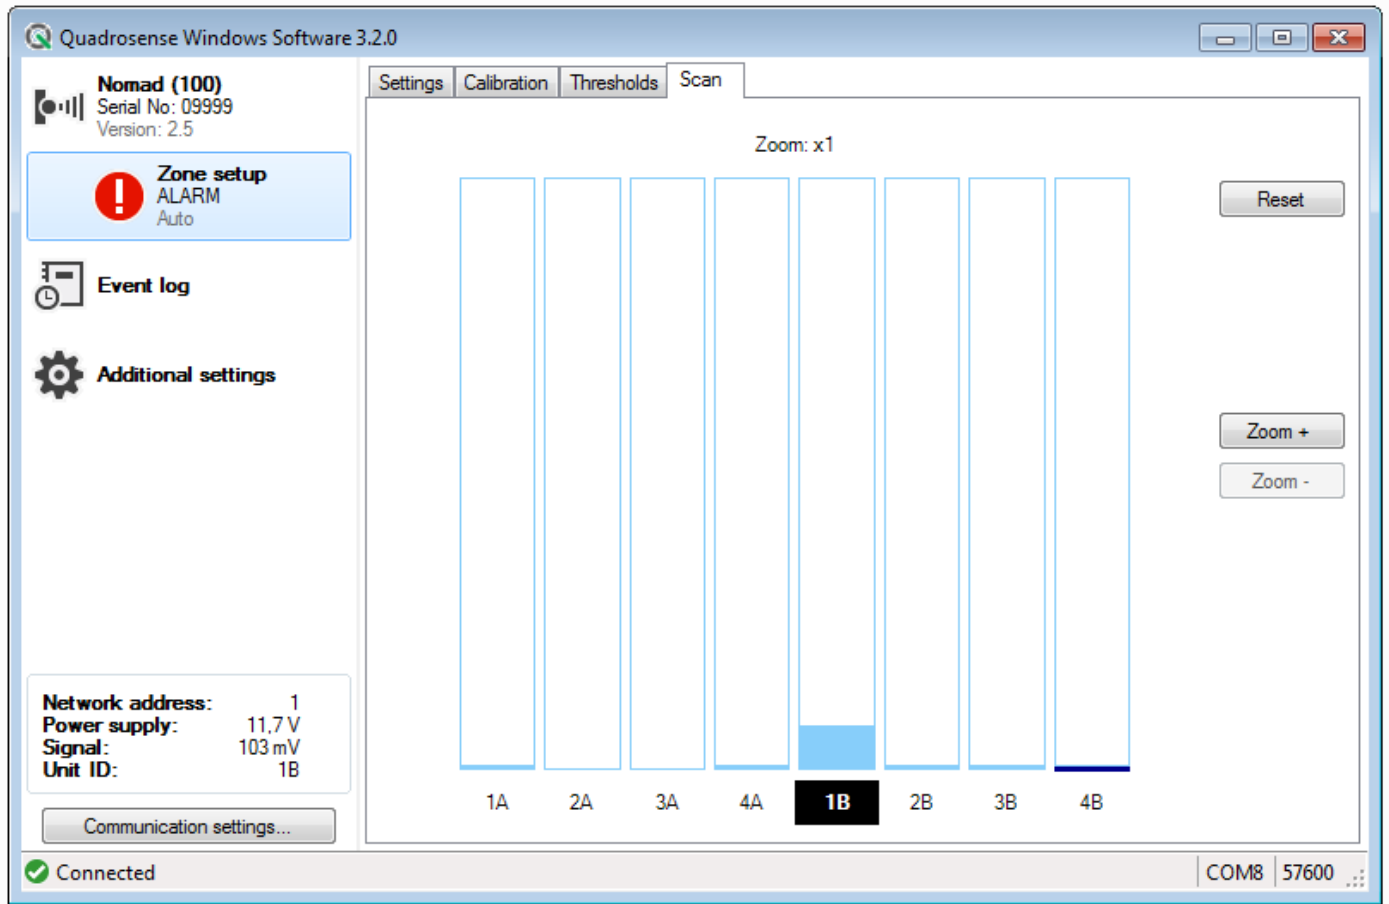 Quadrosense Windows Software 3.2.0
Nomad (100)
Serial No: 09999
Version: 2.5
Zone setup
ALARM
Auto
Event log
Additional settings
Network address: 1
Power supply: 11,7 V
Signal: 103 mV
Unit ID: 1B
Communication settings...
Settings Calibration Thresholds Scan
Zoom: x1
Reset
Zoom +
Zoom -
1A 2A 3A 4A 1B 2B 3B 4B
Connected
COM8 57600